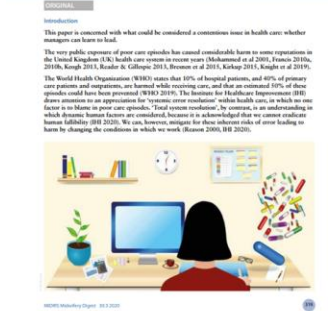 ORIGINAL
Introduction
This paper is concerned with what could be considered a contentious issue in health care: whether
managers can learn to lead.
The very public exposure of poor care episodes has caused considerable harm to some reputations in
the United Kingdom (UK) health care system in recent years (Mohammed et al 2001, Francis 2010a,
2010b, Keogh 2013, Reader & Gillespie 2013, Brennan et al 2015, Kirkup 2015, Knight et al 2019).
The World Health Organization (WHO) states that 10% of hospital patients, and 40% of primary
care patients and outpatients, are harmed while receiving care, and that an estimated 50% of these
episodes could have been prevented (WHO 2019). The Institute for Healthcare Improvement (IHI)
draws attention to an appreciation for 'systemic error resolution' within health care, in which no one
factor is to blame in poor care episodes. 'Total system resolution', by contrast, is an understanding in
which dynamic human factors are considered, because it is acknowledged that we cannot eradicate
human fallibility (IHI 2020). We can, however, mitigate for these inherent risks of error leading to
harm by changing the conditions in which we work (Reason 2000, IHI 2020).
MIDIRS Midwifery Digest 30:3 2020